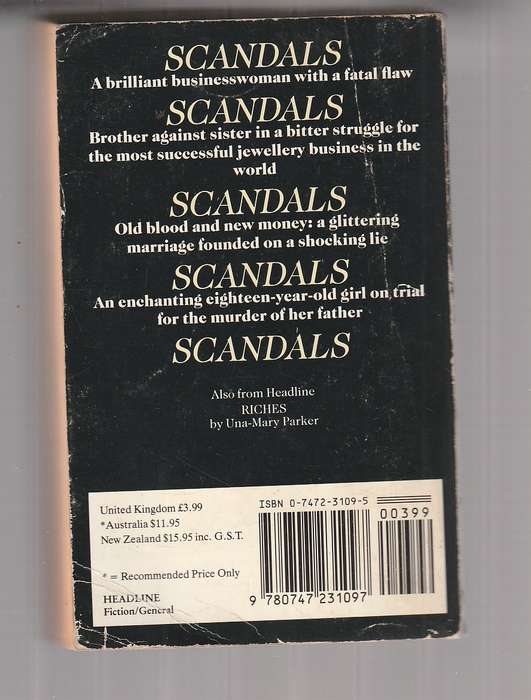 SCANDALS
A brilliant businesswoman with a fatal flaw
SCANDALS
Brother against sister in a bitter struggle for
the most successful jewellery business in the
world
SCANDALS
Old blood and new money: a glittering
marriage founded on a shocking lie
SCANDALS
An enchanting eighteen-year-old girl on trial
for the murder of her father
SCANDALS
Also from Headline
RICHES
by Una-Mary Parker
United Kingdom £3.99
*Australia $11.95
New Zealand $15.95 inc. G.S.T.
* = Recommended Price Only
HEADLINE
Fiction/General
ISBN 0-7472-3109-5
00399
9 780747 231097